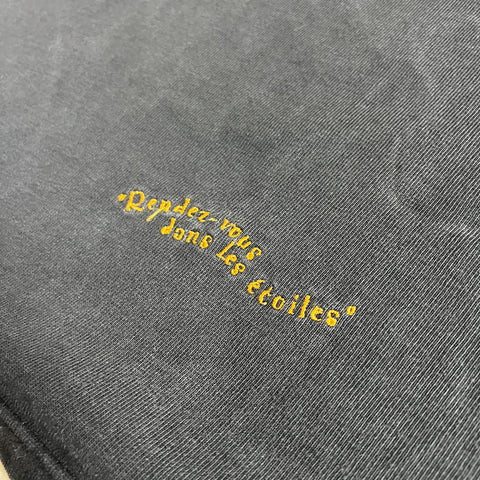 "Rendez-vous
dans les
étoiles"